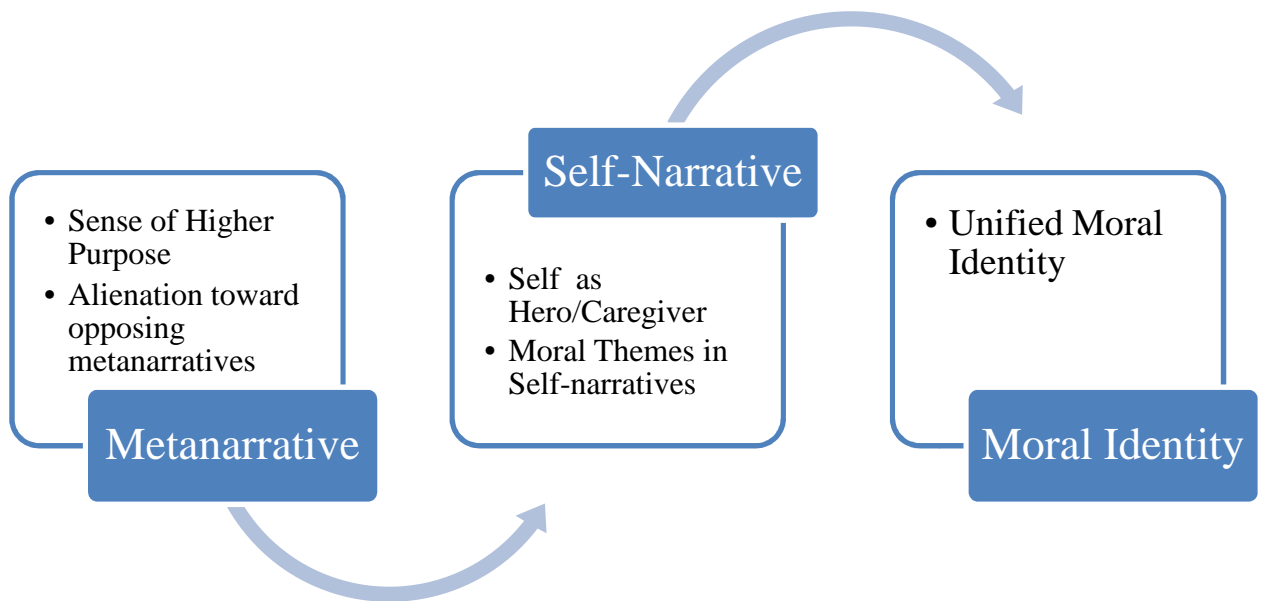 • Sense of Higher
Purpose
• Alienation toward
opposing
metanarratives
Metanarrative
Self-Narrative
• Self as
Hero/Caregiver
• Moral Themes in
Self-narratives
• Unified Moral
Identity
Moral Identity